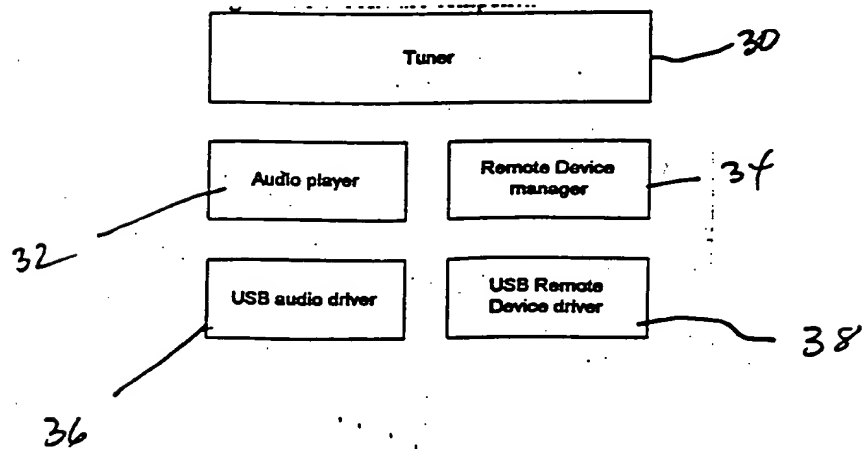 Tuner
30
Audio player
Remote Device
manager
34
32
USB audio driver
USB Remote
Device driver
38
36